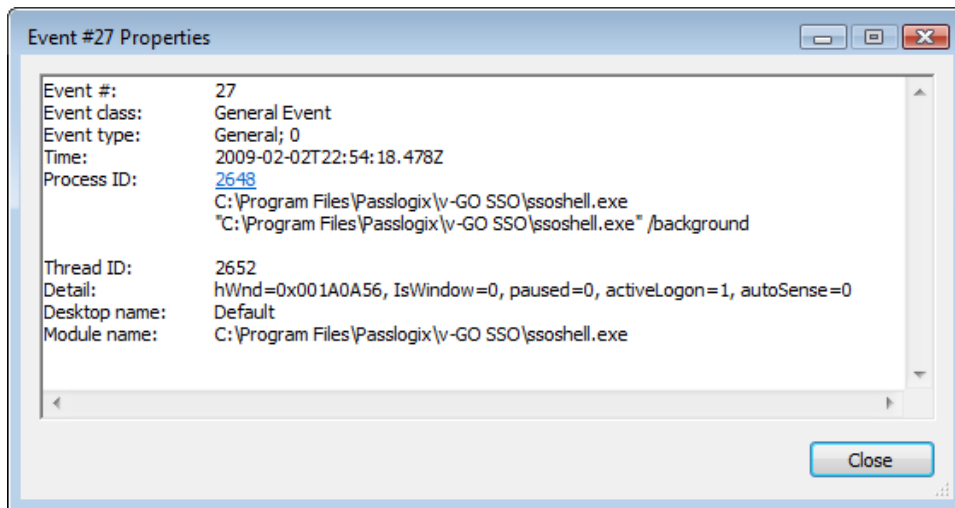 Event #27 Properties
Event #: 27
Event class: General Event
Event type: General; 0
Time: 2009-02-02T22:54:18.478Z
Process ID: 2648
C:\Program Files\Passlogix\v-GO SSO\ssoshell.exe
"C:\Program Files\Passlogix\v-GO SSO\ssoshell.exe" /background
Thread ID: 2652
Detail: hWnd=0x001A0A56, IsWindow=0, paused=0, activeLogon=1, autoSense=0
Desktop name: Default
Module name: C:\Program Files\Passlogix\v-GO SSO\ssoshell.exe
Close